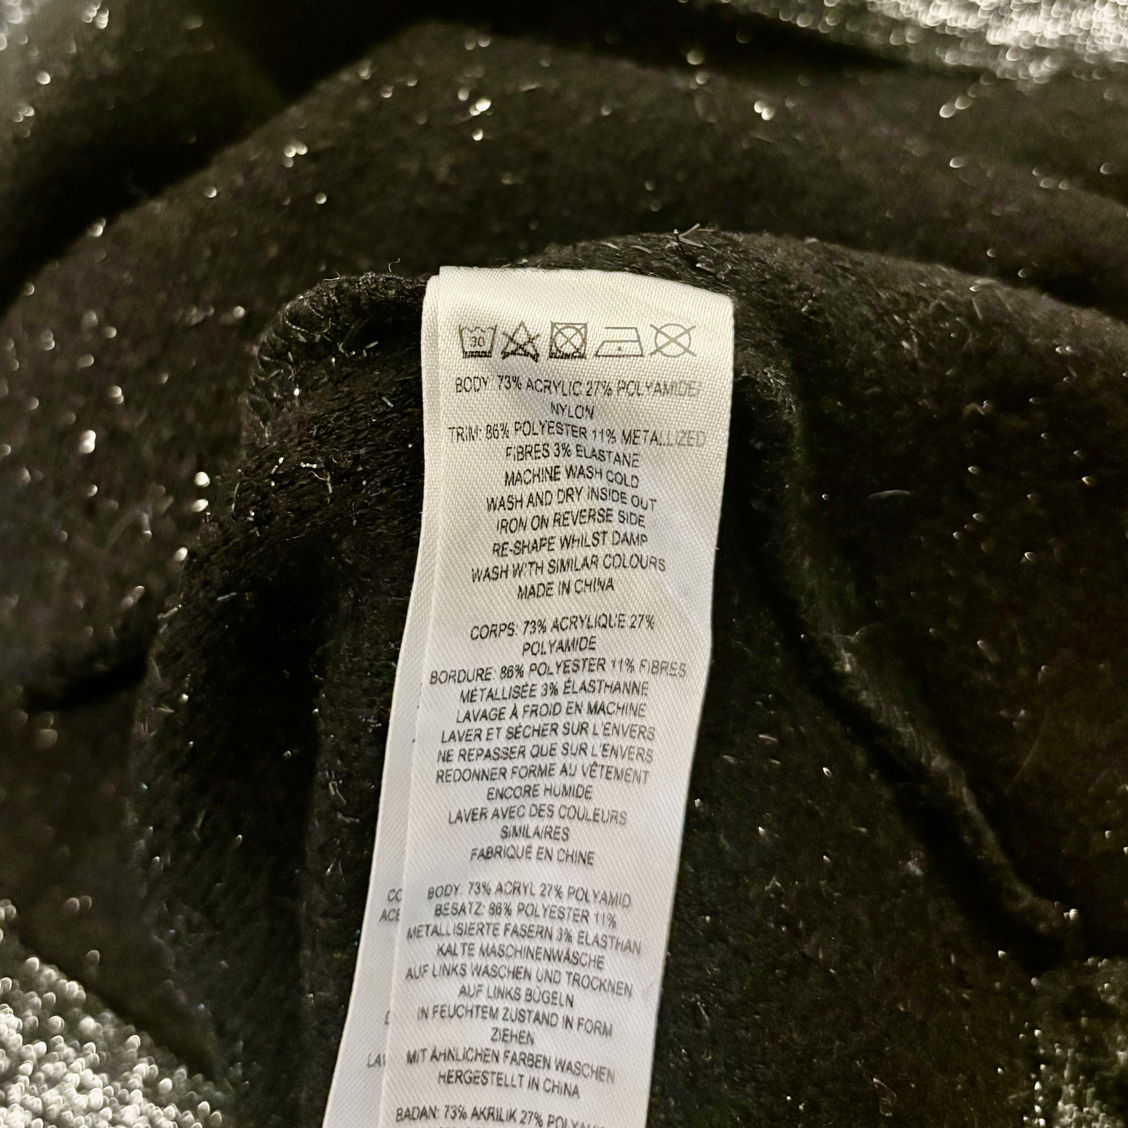 30
BODY: 73% ACRYLIC 27% POLYAMIDE/
NYLON
TRIM: 86% POLYESTER 11% METALLIZED
FIBRES 3% ELASTANE
MACHINE WASH COLD
WASH AND DRY INSIDE OUT
IRON ON REVERSE SIDE
RE-SHAPE WHILST DAMP
WASH WITH SIMILAR COLOURS
MADE IN CHINA
CORPS: 73% ACRYLIQUE 27%
POLYAMIDE
BORDURE: 86% POLYESTER 11% FIBRES
MÉTALLISÉE 3% ÉLASTHANNE
LAVAGE À FROID EN MACHINE
LAVER ET SÉCHER SUR L'ENVERS
NE REPASSER QUE SUR L'ENVERS
REDONNER FORME AU VÊTEMENT
ENCORE HUMIDE
LAVER AVEC DES COULEURS
SIMILAIRES
FABRIQUÉ EN CHINE
BODY: 73% ACRYL 27% POLYAMID
BESATZ: 86% POLYESTER 11%
METALLISIERTE FASERN 3% ELASTHAN
KALTE MASCHINENWÄSCHE
AUF LINKS WASCHEN UND TROCKNEN
AUF LINKS BÜGELN
IN FEUCHTEM ZUSTAND IN FORM
ZIEHEN
MIT ÄHNLICHEN FARBEN WASCHEN
HERGESTELLT IN CHINA
BADAN: 73% AKRILIK 27%